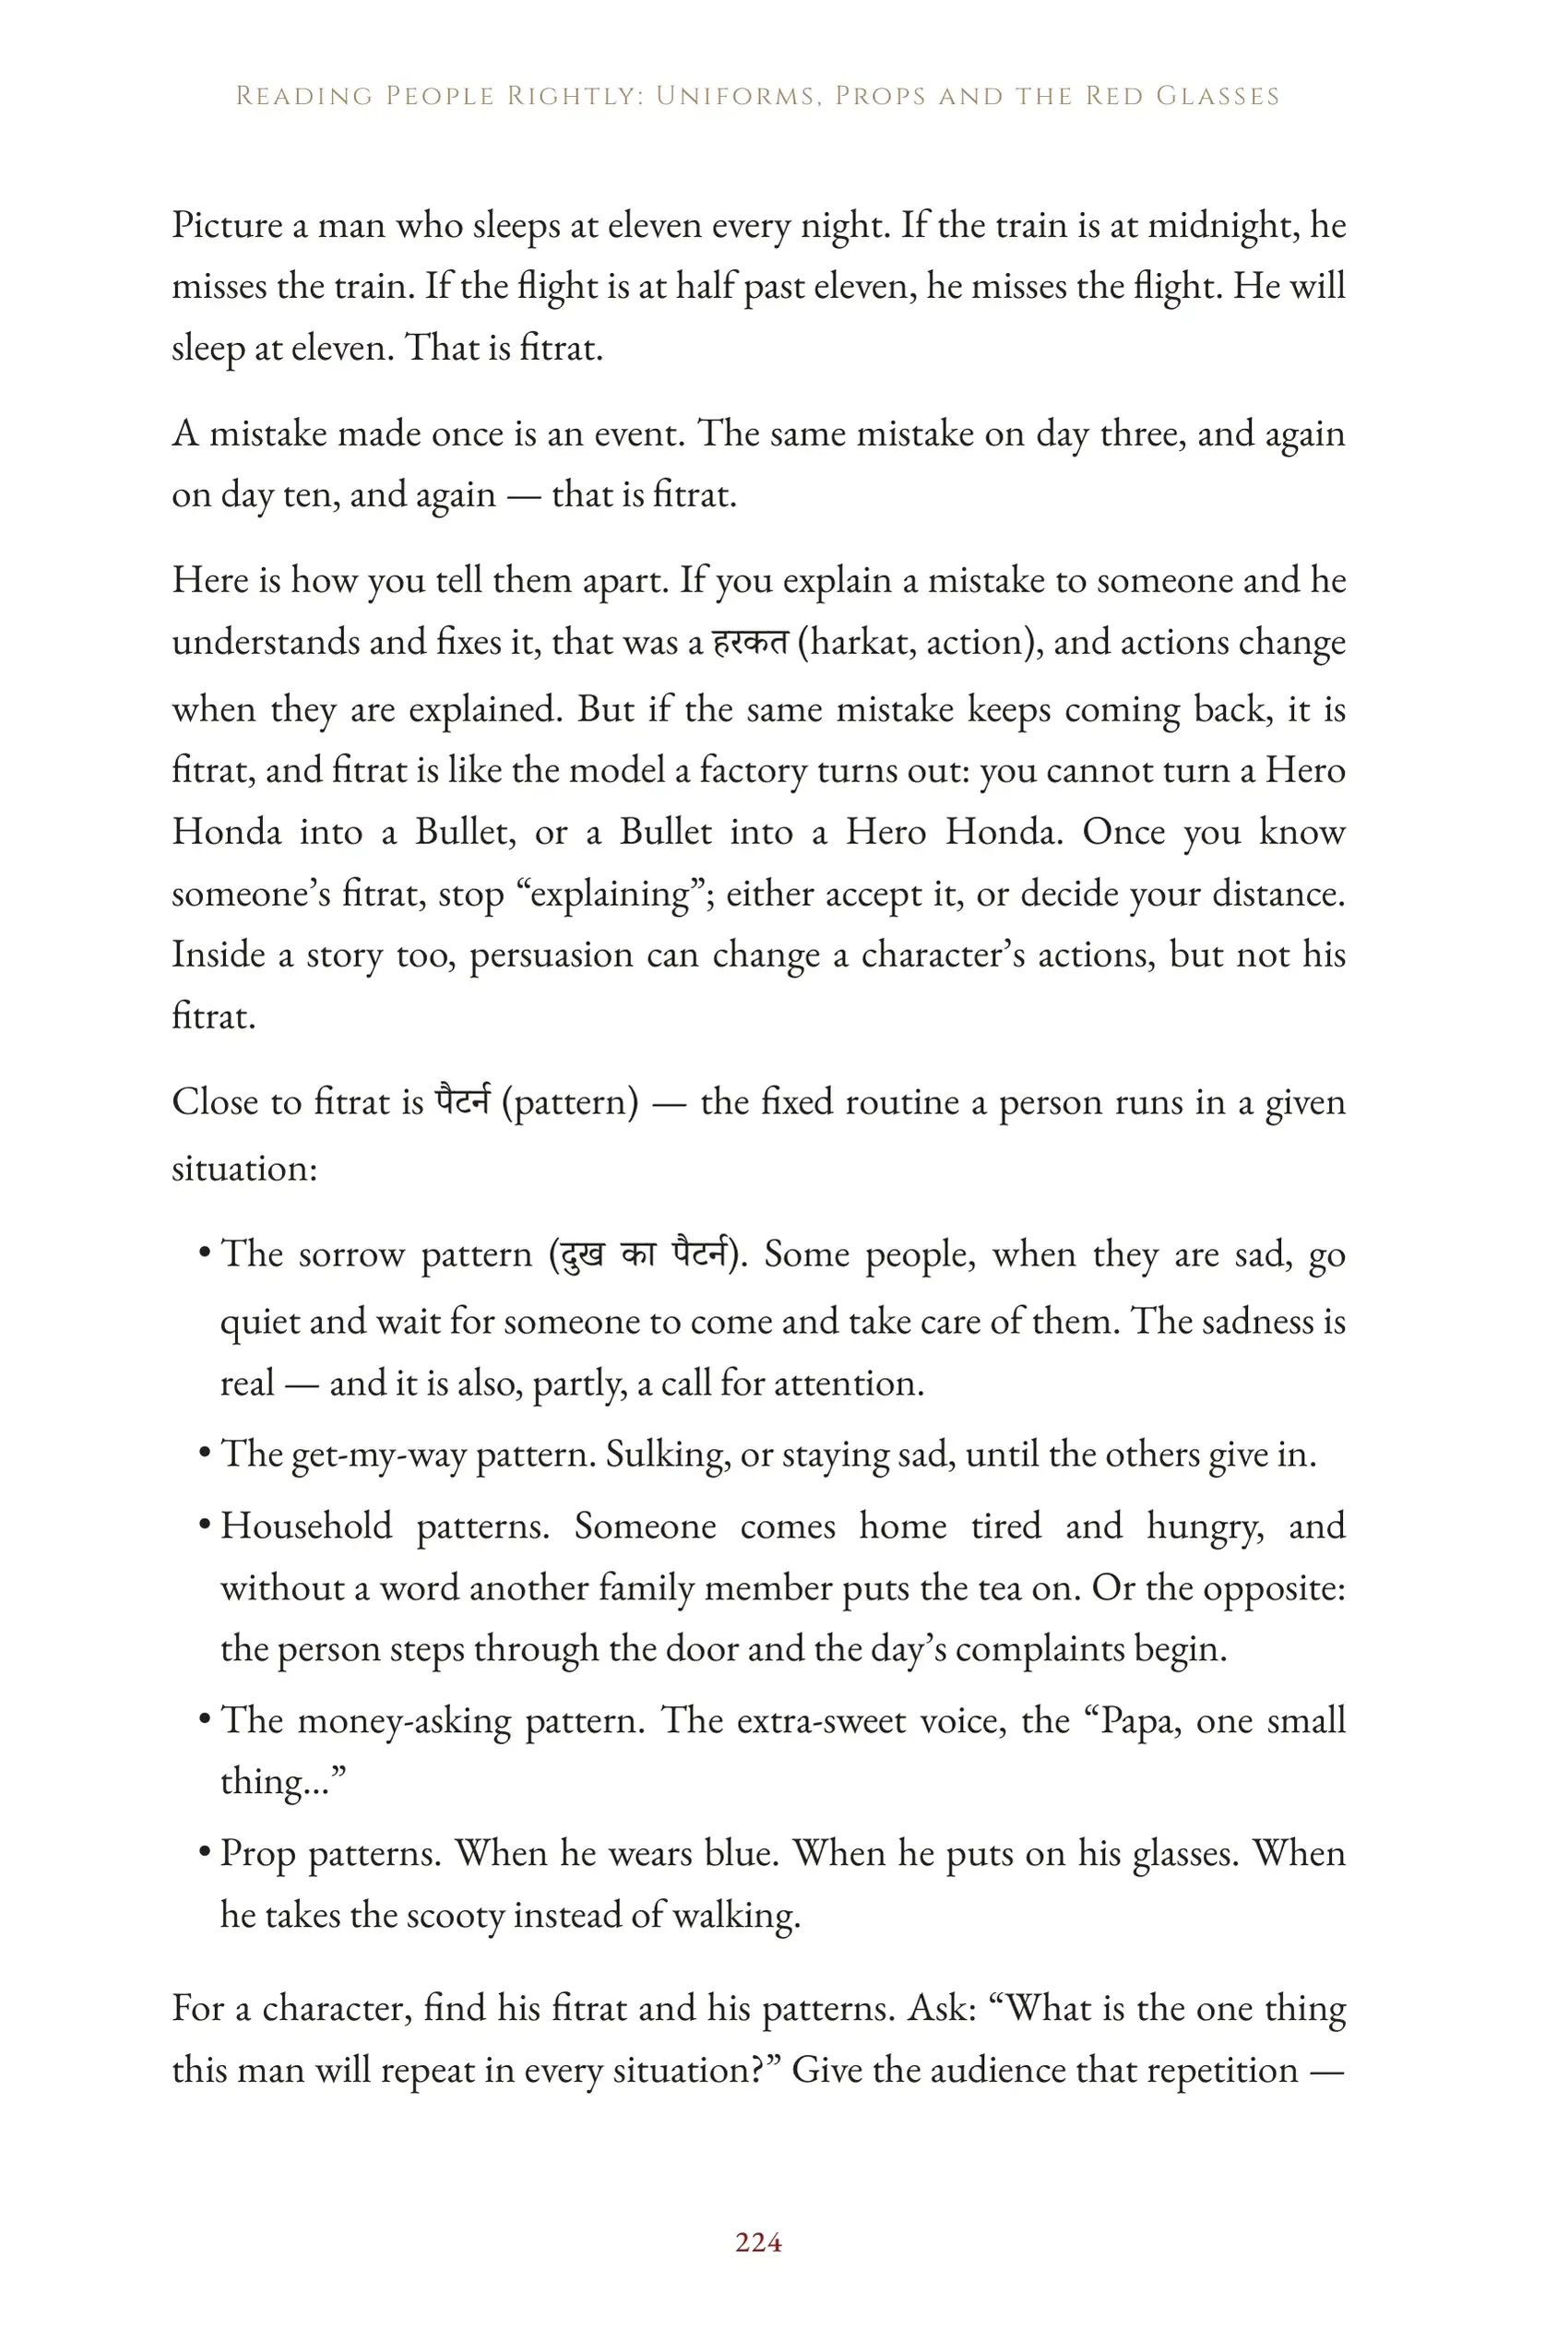 Reading People Rightly: Uniforms, Props and the Red Glasses
Picture a man who sleeps at eleven every night. If the train is at midnight, he
misses the train. If the flight is at half past eleven, he misses the flight. He will
sleep at eleven. That is fitrat.
A mistake made once is an event. The same mistake on day three, and again
on day ten, and again — that is fitrat.
Here is how you tell them apart. If you explain a mistake to someone and he
understands and fixes it, that was a हरकत (harkat, action), and actions change
when they are explained. But if the same mistake keeps coming back, it is
fitrat, and fitrat is like the model a factory turns out: you cannot turn a Hero
Honda into a Bullet, or a Bullet into a Hero Honda. Once you know
someone’s fitrat, stop “explaining”; either accept it, or decide your distance.
Inside a story too, persuasion can change a character’s actions, but not his
fitrat.
Close to fitrat is पैटर्न (pattern) — the fixed routine a person runs in a given
situation:
• The sorrow pattern (दुख का पैटर्न). Some people, when they are sad, go
quiet and wait for someone to come and take care of them. The sadness is
real — and it is also, partly, a call for attention.
• The get-my-way pattern. Sulking, or staying sad, until the others give in.
• Household patterns. Someone comes home tired and hungry, and
without a word another family member puts the tea on. Or the opposite:
the person steps through the door and the day’s complaints begin.
• The money-asking pattern. The extra-sweet voice, the “Papa, one small
thing...”
• Prop patterns. When he wears blue. When he puts on his glasses. When
he takes the scooty instead of walking.
For a character, find his fitrat and his patterns. Ask: “What is the one thing
this man will repeat in every situation?” Give the audience that repetition —
224